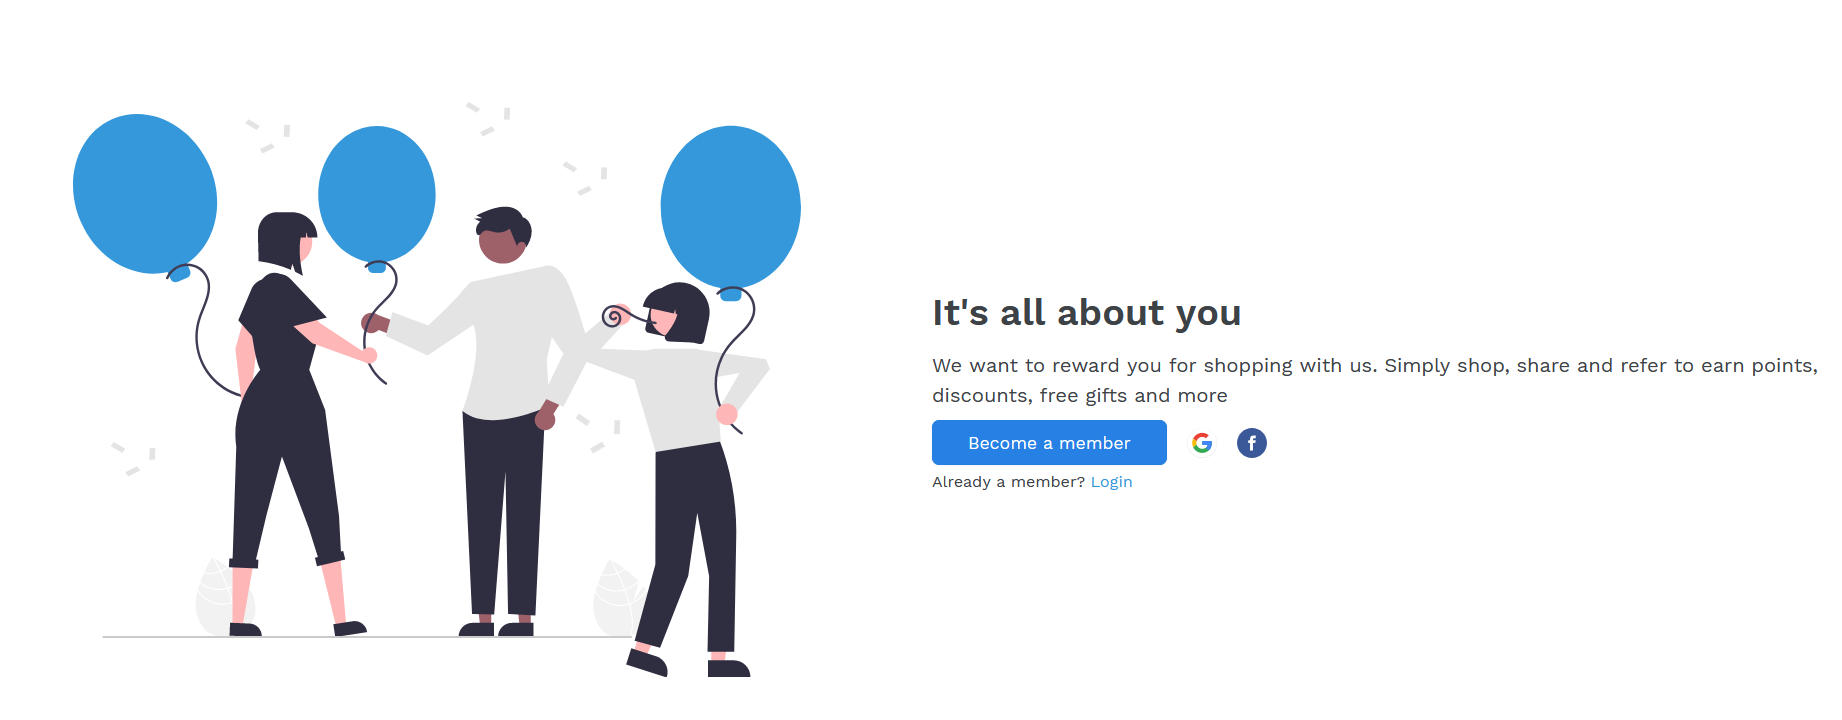 It's all about you
We want to reward you for shopping with us. Simply shop, share and refer to earn points,
discounts, free gifts and more
Become a member
Already a member? Login